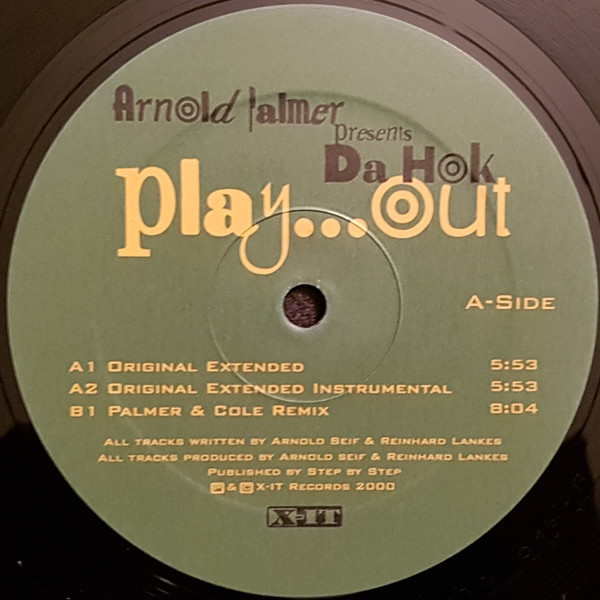 Arnold Palmer
presents
Da Hok
play...out
A-Side
A1 Original Extended 5:53
A2 Original Extended Instrumental 5:53
B1 Palmer & Cole Remix 8:04
All tracks written by Arnold Seif & Reinhard Lankes
All tracks produced by Arnold Seif & Reinhard Lankes
Published by Step by Step
℗ & © X-IT Records 2000
X-IT